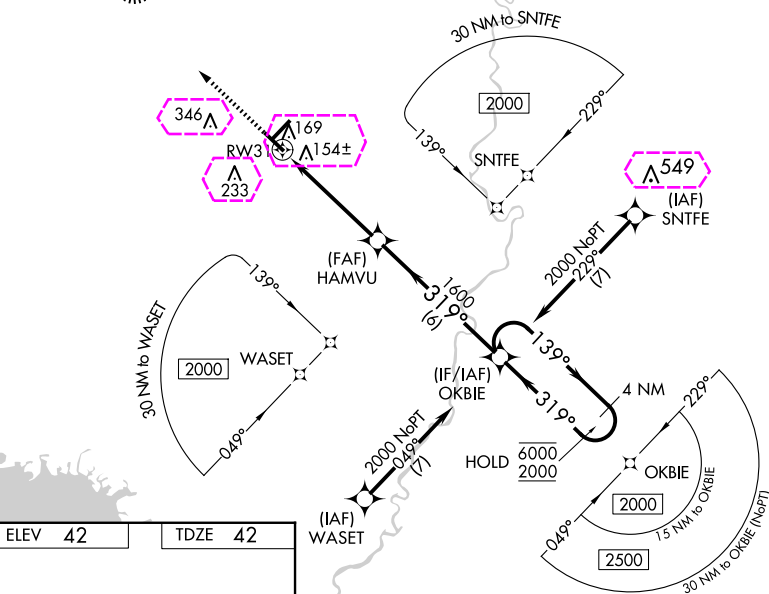 30 NM to SNTFE
2000
139°
229°
SNTFE
346
169
154±
RW31
233
549
(IAF)
SNTFE
2000 NoPT
229°
(7)
(FAF)
HAMVU
1600
319°
(6)
139°
30 NM to WASET
2000
WASET
049°
(IF/IAF)
OKBIE
139°
319°
4 NM
HOLD
6000
2000
2000 NoPT
049°
(7)
(IAF)
WASET
229°
OKBIE
049°
2000
15 NM to OKBIE
2500
30 NM to OKBIE (NoPT)
ELEV 42
TDZE 42